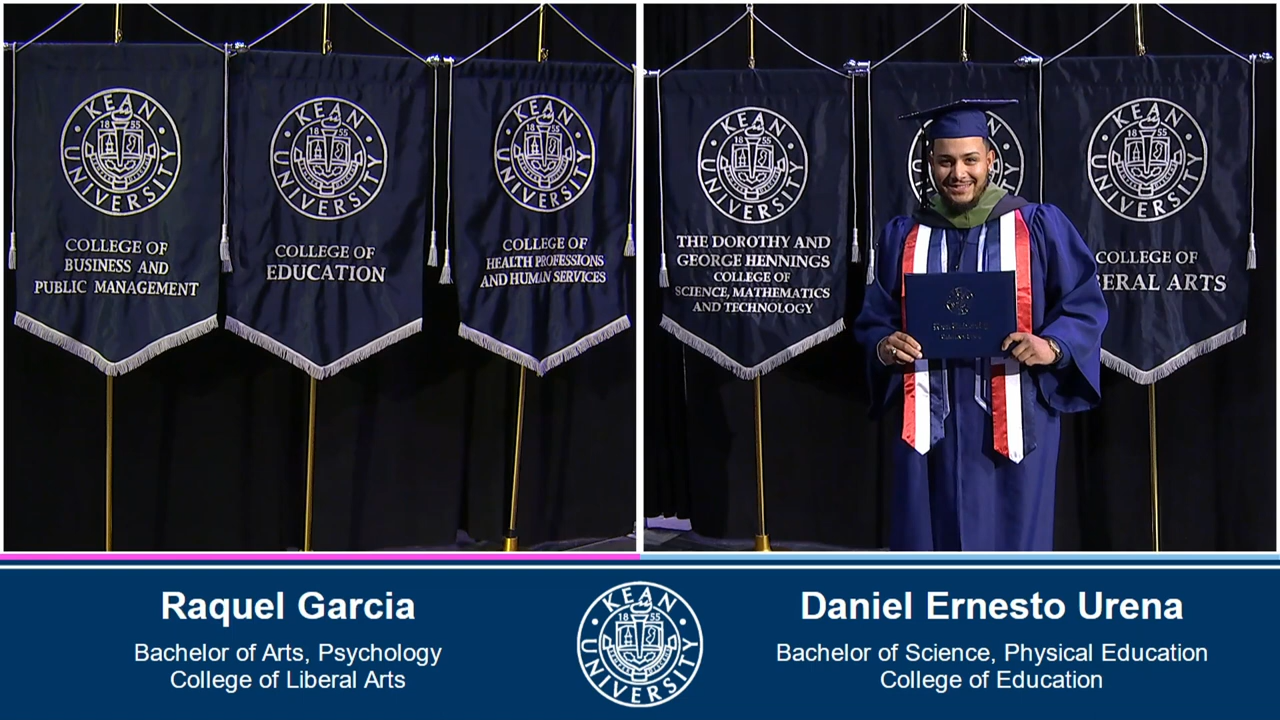 KEAN UNIVERSITY
1855
COLLEGE OF
BUSINESS AND
PUBLIC MANAGEMENT
KEAN UNIVERSITY
1855
COLLEGE OF
EDUCATION
KEAN UNIVERSITY
1855
COLLEGE OF
HEALTH PROFESSIONS
AND HUMAN SERVICES
KEAN UNIVERSITY
1855
THE DOROTHY AND
GEORGE HENNINGS
COLLEGE OF
SCIENCE, MATHEMATICS
AND TECHNOLOGY
KEAN UNIVERSITY
1855
COLLEGE OF
ERAL ARTS
Raquel Garcia
Bachelor of Arts, Psychology
College of Liberal Arts
KEAN UNIVERSITY
1855
Daniel Ernesto Urena
Bachelor of Science, Physical Education
College of Education